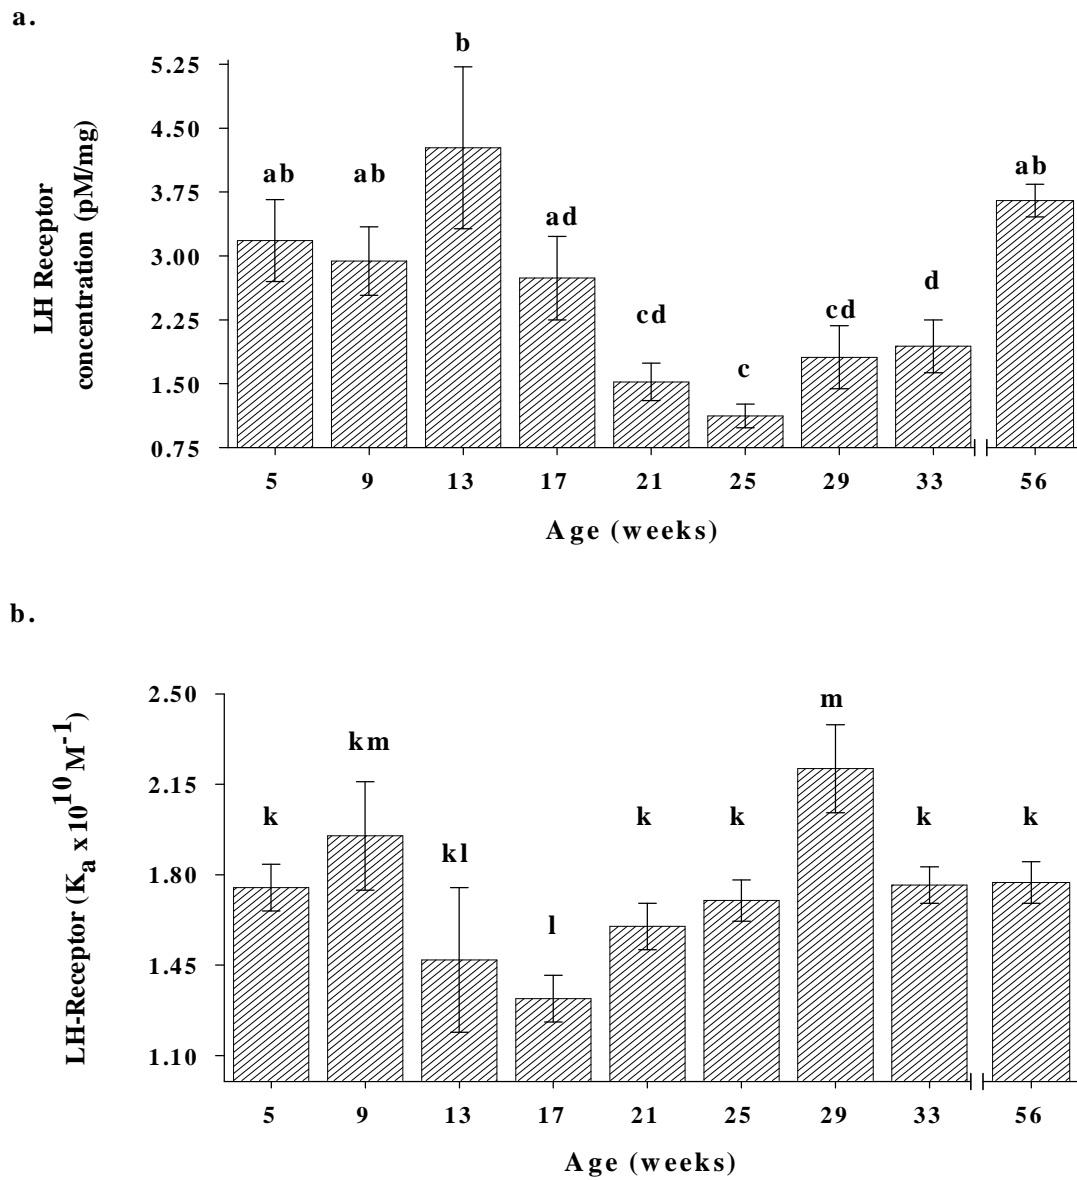 a.
LH Receptor
concentration (pM/mg)
5.25
4.50
3.75
3.00
2.25
1.50
0.75
ab ab b ad cd c cd d ab
5 9 13 17 21 25 29 33 56
Age (weeks)
b.
LH-Receptor (Ka x10^10 M^-1)
2.50
2.15
1.80
1.45
1.10
k km kl l k k m k k
5 9 13 17 21 25 29 33 56
Age (weeks)